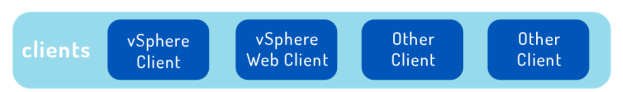 clients
vSphere
Client
vSphere
Web Client
Other
Client
Other
Client